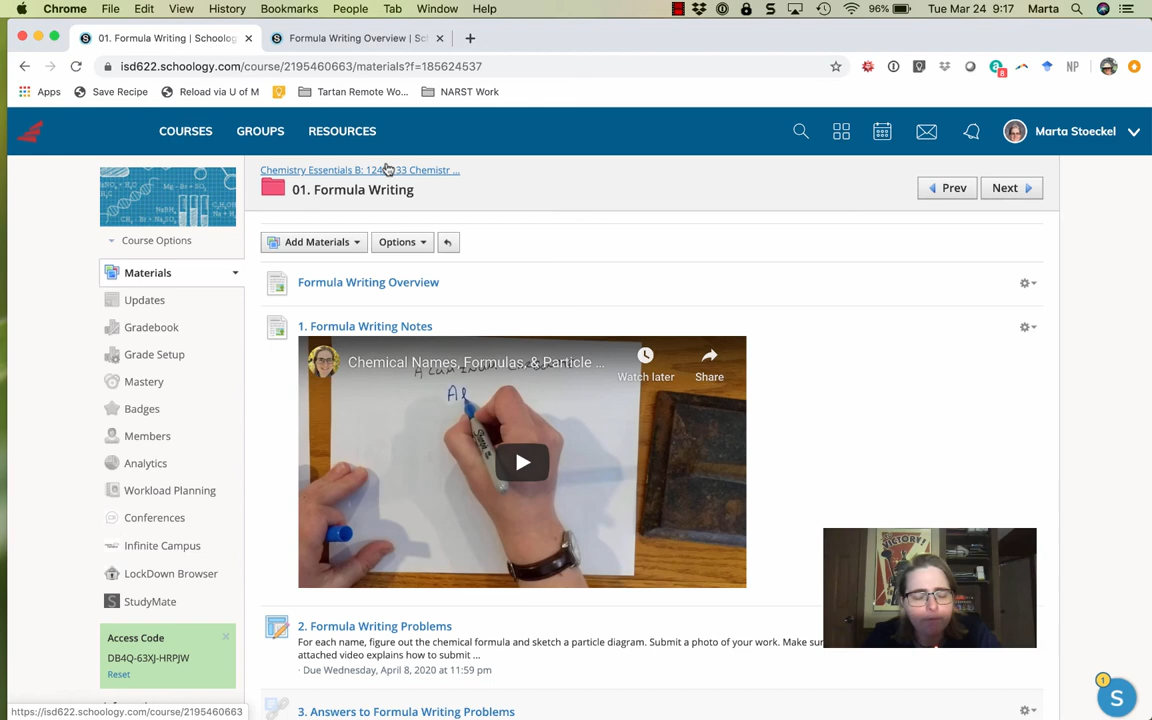 Chrome File Edit View History Bookmarks People Tab Window Help 96% Tue Mar 24 9:17 Marta
01. Formula Writing | Schoolog Formula Writing Overview | Sc
isd622.schoology.com/course/2195460663/materials?f=185624537
Apps Save Recipe Reload via U of M Tartan Remote Wo... NARST Work
COURSES GROUPS RESOURCES Marta Stoeckel
Chemistry Essentials B: 124 33 Chemistr ...
01. Formula Writing
Prev Next
Course Options
Add Materials Options
Materials
Updates
Gradebook
Grade Setup
Mastery
Badges
Members
Analytics
Workload Planning
Conferences
Infinite Campus
LockDown Browser
StudyMate
Access Code
DB4Q-63XJ-HRPJW
Reset
Formula Writing Overview
1. Formula Writing Notes
Chemical Names, Formulas, & Particle ...
Watch later Share
Al
VICTORY!
2. Formula Writing Problems
For each name, figure out the chemical formula and sketch a particle diagram. Submit a photo of your work. Make sur
attached video explains how to submit ...
· Due Wednesday, April 8, 2020 at 11:59 pm
3. Answers to Formula Writing Problems
1
S
https://isd622.schoology.com/course/2195460663